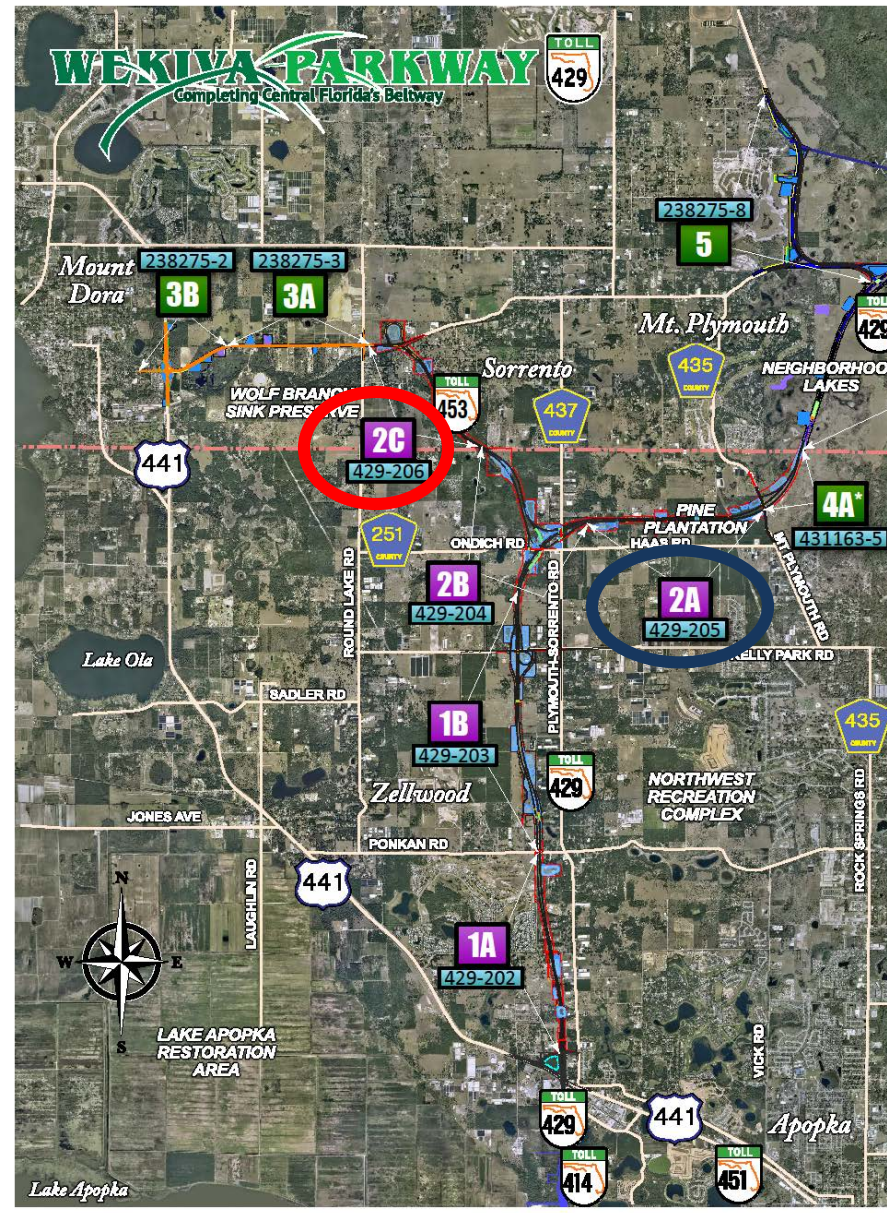 WEKIVA PARKWAY
Completing Central Florida's Beltway
TOLL
429
238275-8
5
Mount
Dora
238275-2
3B
238275-3
3A
TOLL
429
Mt. Plymouth
435
COUNTY
NEIGHBORHOO
LAKES
Sorrento
WOLF BRANCH
SINK PRESERVE
TOLL
453
437
COUNTY
2C
429-206
441
251
COUNTY
ONDICH RD
PINE
PLANTATION
HAAS RD
4A*
431163-5
MT PLYMOUTH RD
ROUND LAKE RD
2B
429-204
PLYMOUTH-SORRENTO RD
2A
429-205
KELLY PARK RD
Lake Ola
SADLER RD
1B
429-203
435
COUNTY
TOLL
429
NORTHWEST
RECREATION
COMPLEX
ROCK SPRINGS RD
Zellwood
JONES AVE
PONKAN RD
LAUGHLIN RD
441
N
W
E
S
1A
429-202
LAKE APOPKA
RESTORATION
AREA
VICK RD
TOLL
429
441
Apopka
TOLL
414
TOLL
451
Lake Apopka